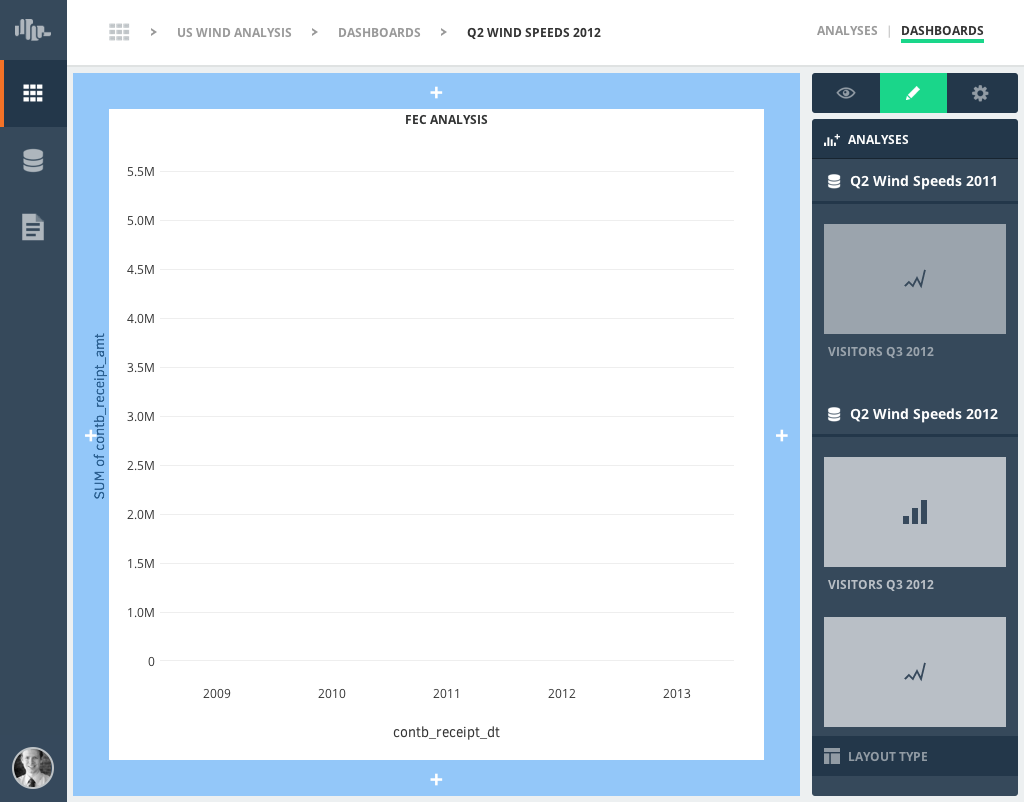 > US WIND ANALYSIS > DASHBOARDS > Q2 WIND SPEEDS 2012
ANALYSES | DASHBOARDS
FEC ANALYSIS
5.5M
5.0M
4.5M
4.0M
3.5M
3.0M
2.5M
2.0M
1.5M
1.0M
0
SUM of contb_receipt_amt
2009 2010 2011 2012 2013
contb_receipt_dt
ANALYSES
Q2 Wind Speeds 2011
VISITORS Q3 2012
Q2 Wind Speeds 2012
VISITORS Q3 2012
LAYOUT TYPE